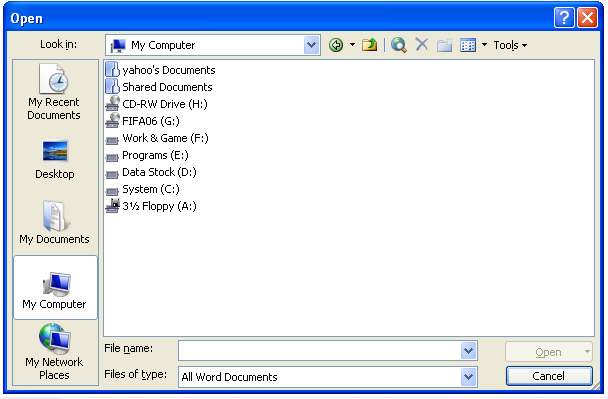 Open
Look in:
My Computer
Tools
My Recent
Documents
Desktop
My Documents
My Computer
My Network
Places
yahoo's Documents
Shared Documents
CD-RW Drive (H:)
FIFA06 (G:)
Work & Game (F:)
Programs (E:)
Data Stock (D:)
System (C:)
3½ Floppy (A:)
File name:
Open
Files of type:
All Word Documents
Cancel